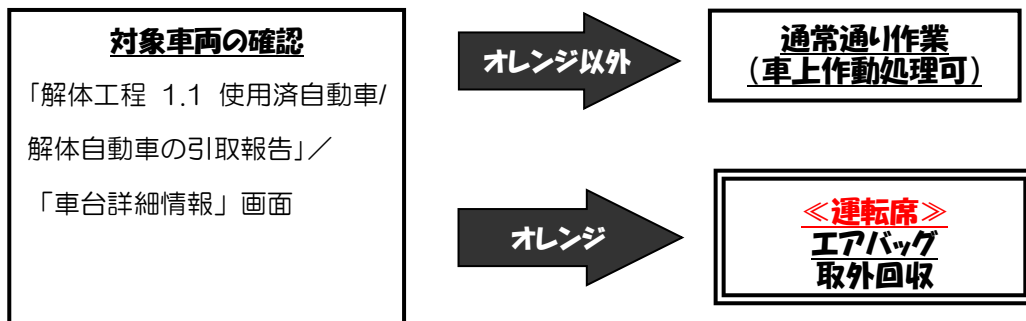 対象車両の確認
「解体工程 1.1 使用済自動車/
解体自動車の引取報告」／
「車台詳細情報」画面
オレンジ以外
通常通り作業
(車上作動処理可)
オレンジ
≪運転席≫
エアバッグ
取外回収